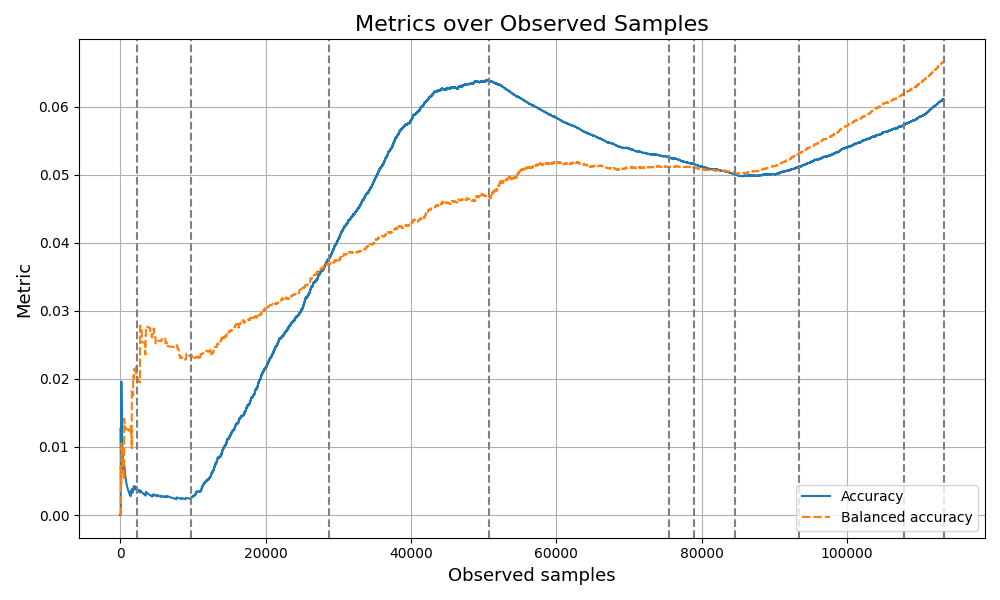 Metrics over Observed Samples
Metric
0.06
0.05
0.04
0.03
0.02
0.01
0.00
0 20000 40000 60000 80000 100000
Observed samples
Accuracy
Balanced accuracy